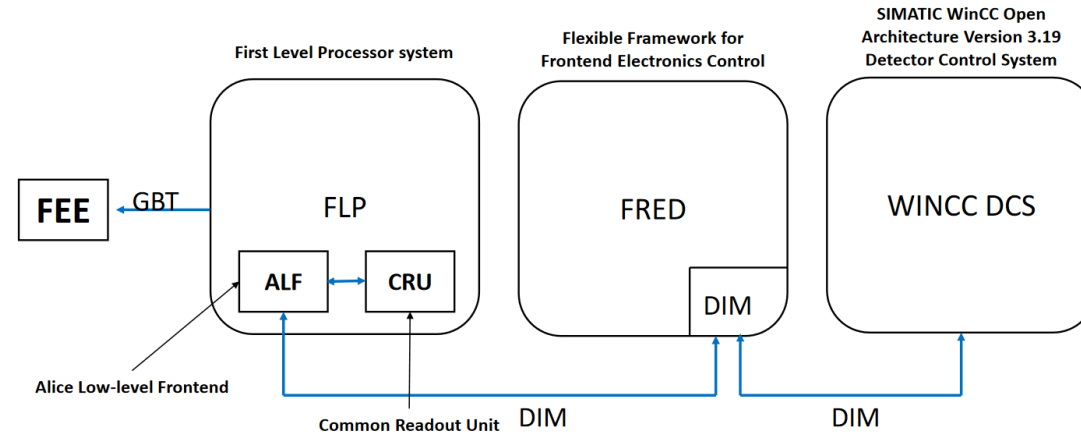 SIMATIC WinCC Open
Architecture Version 3.19
Detector Control System
First Level Processor system
Flexible Framework for
Frontend Electronics Control
FEE
GBT
FLP
FRED
WINCC DCS
ALF
CRU
DIM
Alice Low-level Frontend
Common Readout Unit
DIM
DIM